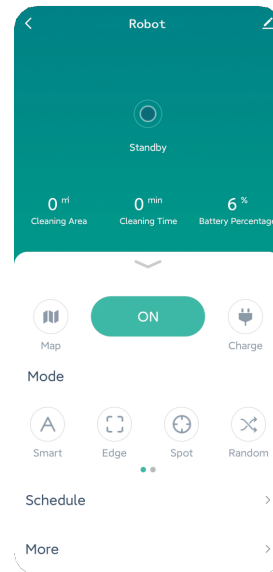 Robot
Standby
0 ㎡
0 min
6 %
Cleaning Area
Cleaning Time
Battery Percentage
ON
Map
Charge
Mode
Smart
Edge
Spot
Random
Schedule
More